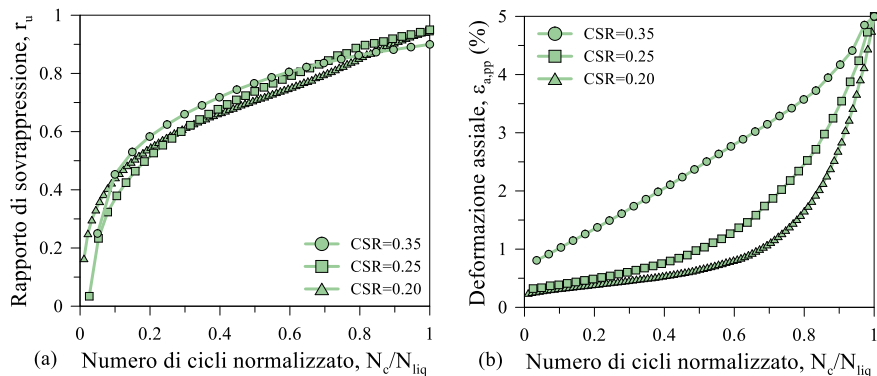 Rapporto di sovrappressione, r_u
1
0.8
0.6
0.4
0.2
0
0 0.2 0.4 0.6 0.8 1
CSR=0.35
CSR=0.25
CSR=0.20
(a) Numero di cicli normalizzato, N_c/N_liq
Deformazione assiale, ε_a,pp (%)
5
4
3
2
1
0
0 0.2 0.4 0.6 0.8 1
CSR=0.35
CSR=0.25
CSR=0.20
(b) Numero di cicli normalizzato, N_c/N_liq